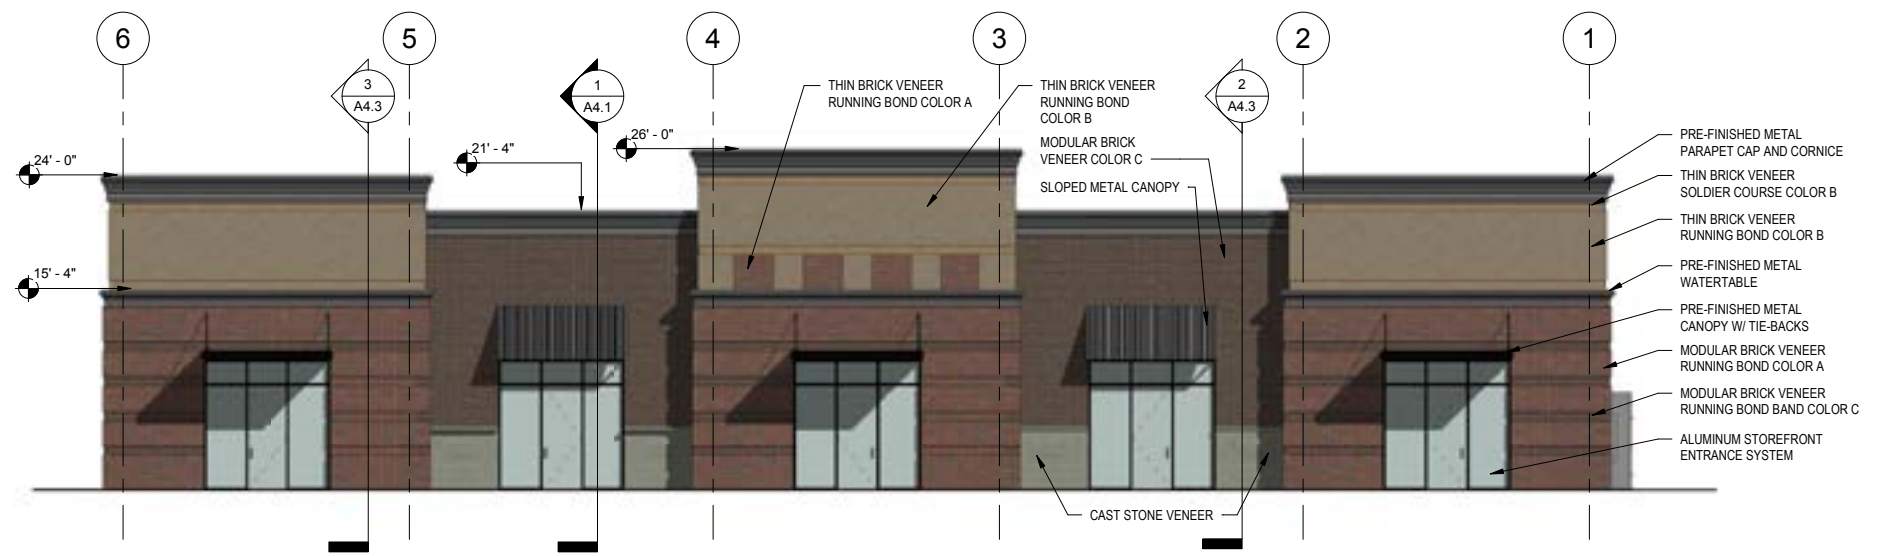 6
5
4
3
2
1
3
A4.3
1
A4.1
2
A4.3
THIN BRICK VENEER
RUNNING BOND COLOR A
THIN BRICK VENEER
RUNNING BOND
COLOR B
MODULAR BRICK
VENEER COLOR C
SLOPED METAL CANOPY
24' - 0"
21' - 4"
26' - 0"
15' - 4"
PRE-FINISHED METAL
PARAPET CAP AND CORNICE
THIN BRICK VENEER
SOLDIER COURSE COLOR B
THIN BRICK VENEER
RUNNING BOND COLOR B
PRE-FINISHED METAL
WATERTABLE
PRE-FINISHED METAL
CANOPY W/ TIE-BACKS
MODULAR BRICK VENEER
RUNNING BOND COLOR A
MODULAR BRICK VENEER
RUNNING BOND BAND COLOR C
ALUMINUM STOREFRONT
ENTRANCE SYSTEM
CAST STONE VENEER